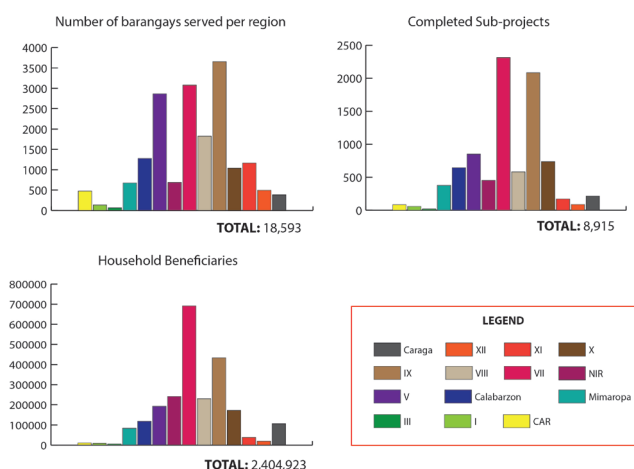 Number of barangays served per region
4000
3500
3000
2500
2000
1500
1000
500
0
TOTAL: 18,593
Completed Sub-projects
2500
2000
1500
1000
500
0
TOTAL: 8,915
Household Beneficiaries
800000
700000
600000
500000
400000
300000
200000
100000
0
TOTAL: 2,404,923
LEGEND
Caraga XII XI X
IX VIII VII NIR
V Calabarzon Mimaropa
III I CAR